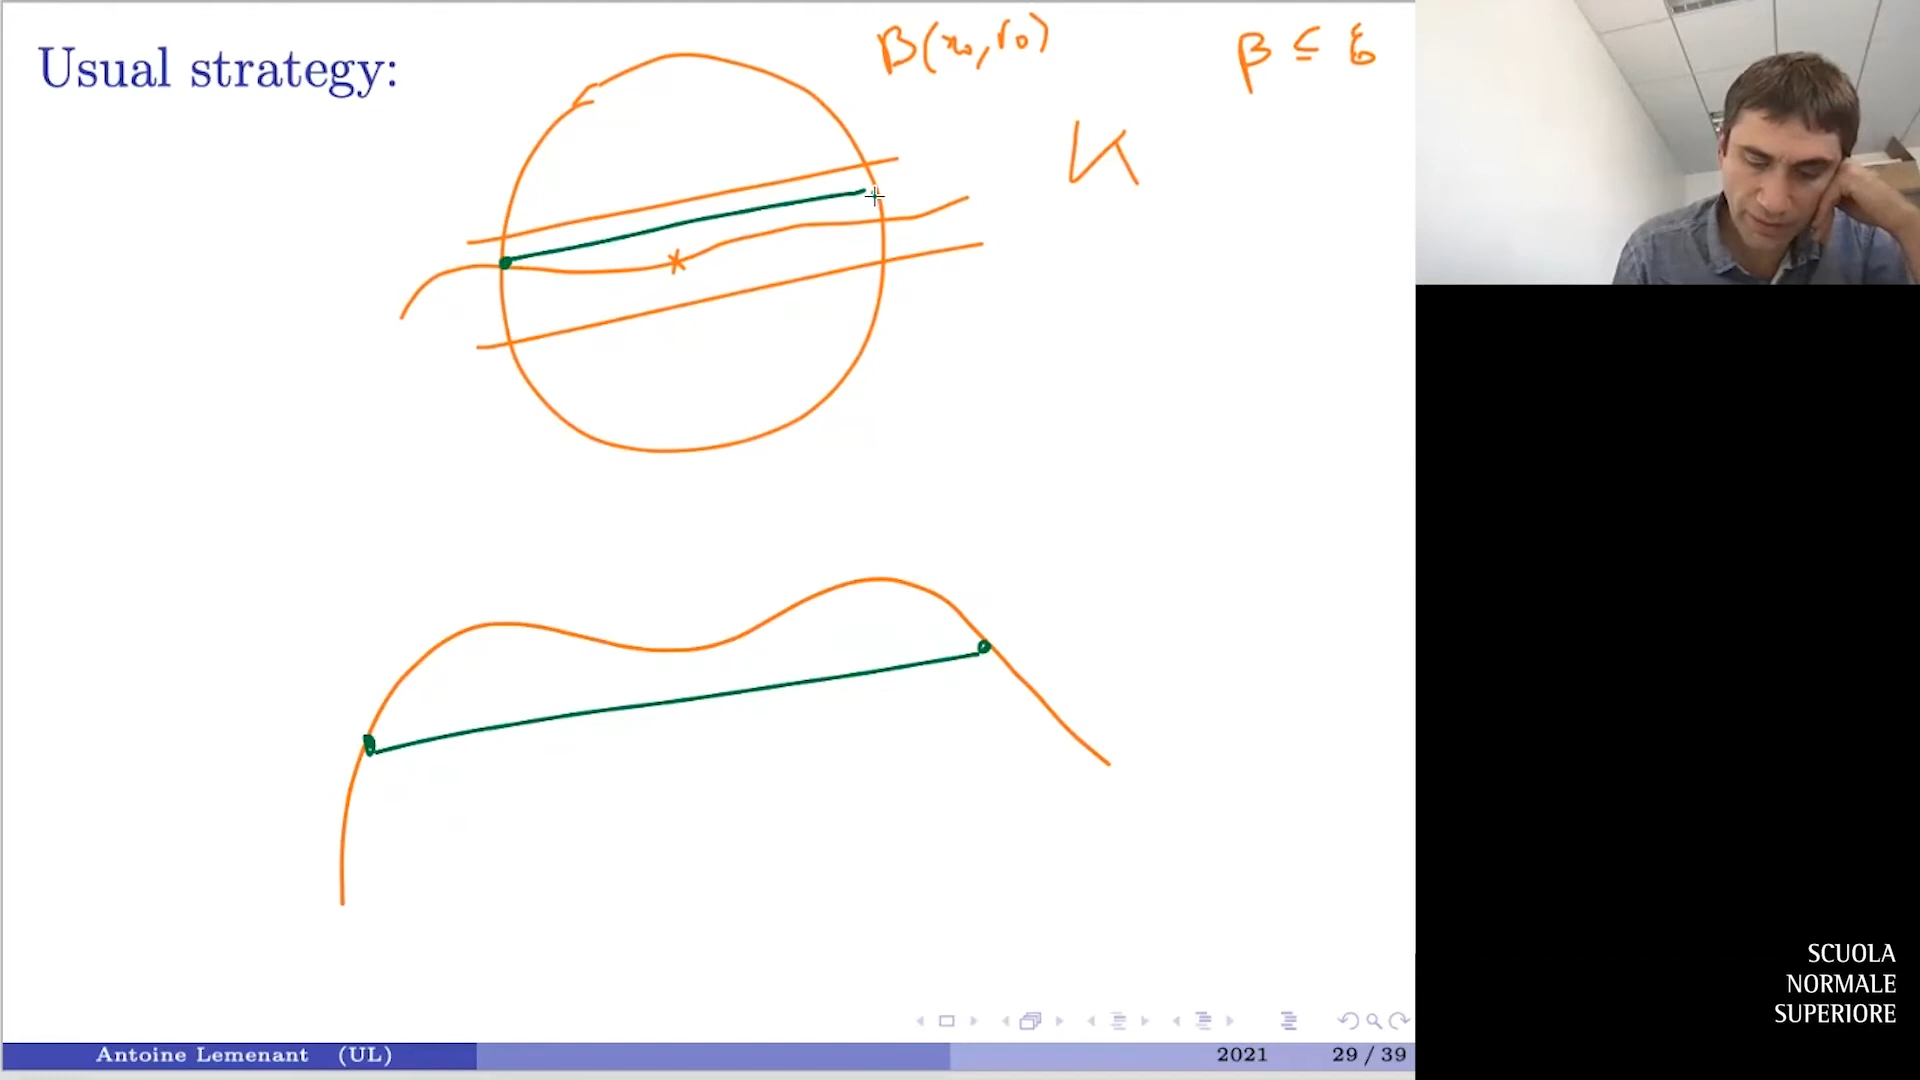 Usual strategy:
B(x₀, r₀)
β ≤ ε
K
SCUOLA
NORMALE
SUPERIORE
Antoine Lemenant (UL)
2021
29 / 39